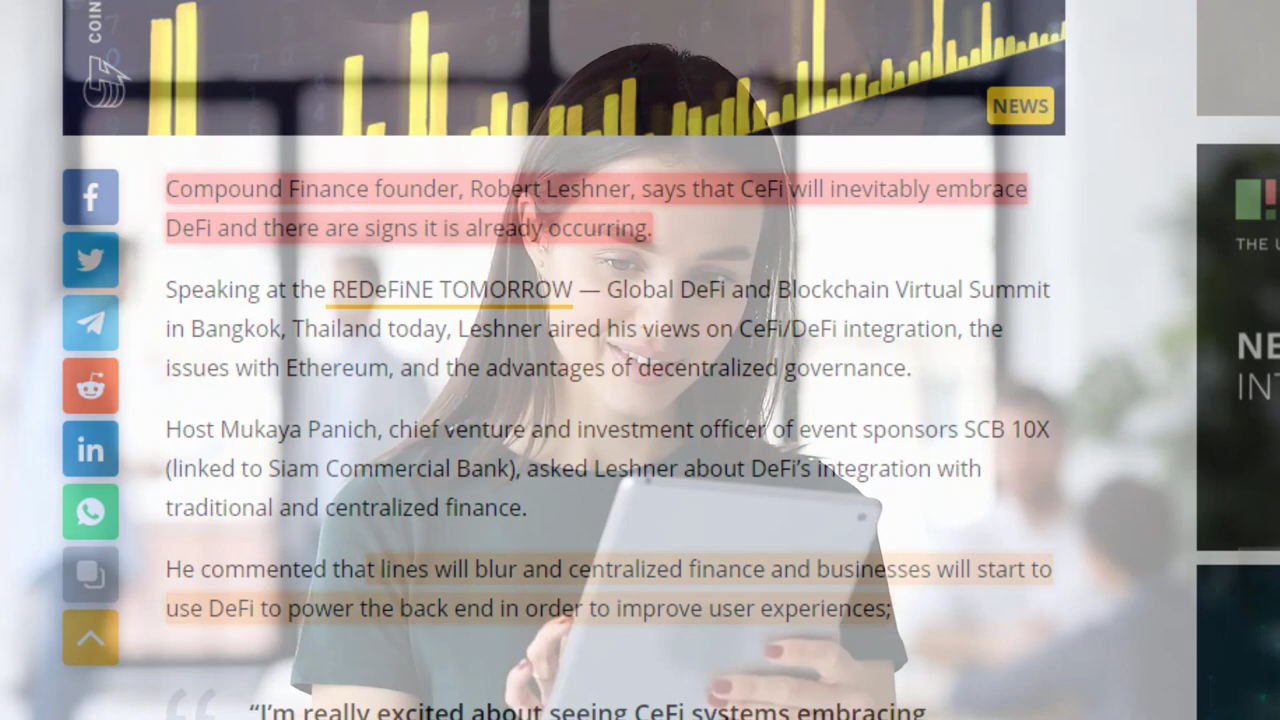 COIN
NEWS
Compound Finance founder, Robert Leshner, says that CeFi will inevitably embrace
DeFi and there are signs it is already occurring.
Speaking at the REDeFiNE TOMORROW — Global DeFi and Blockchain Virtual Summit
in Bangkok, Thailand today, Leshner aired his views on CeFi/DeFi integration, the
issues with Ethereum, and the advantages of decentralized governance.
Host Mukaya Panich, chief venture and investment officer of event sponsors SCB 10X
(linked to Siam Commercial Bank), asked Leshner about DeFi’s integration with
traditional and centralized finance.
He commented that lines will blur and centralized finance and businesses will start to
use DeFi to power the back end in order to improve user experiences;
“I’m really excited about seeing CeFi systems embracing
THE U
NE
INT